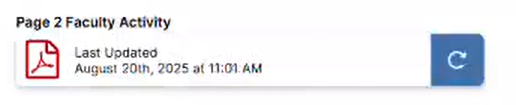 Page 2 Faculty Activity
Last Updated
August 20th, 2025 at 11:01 AM